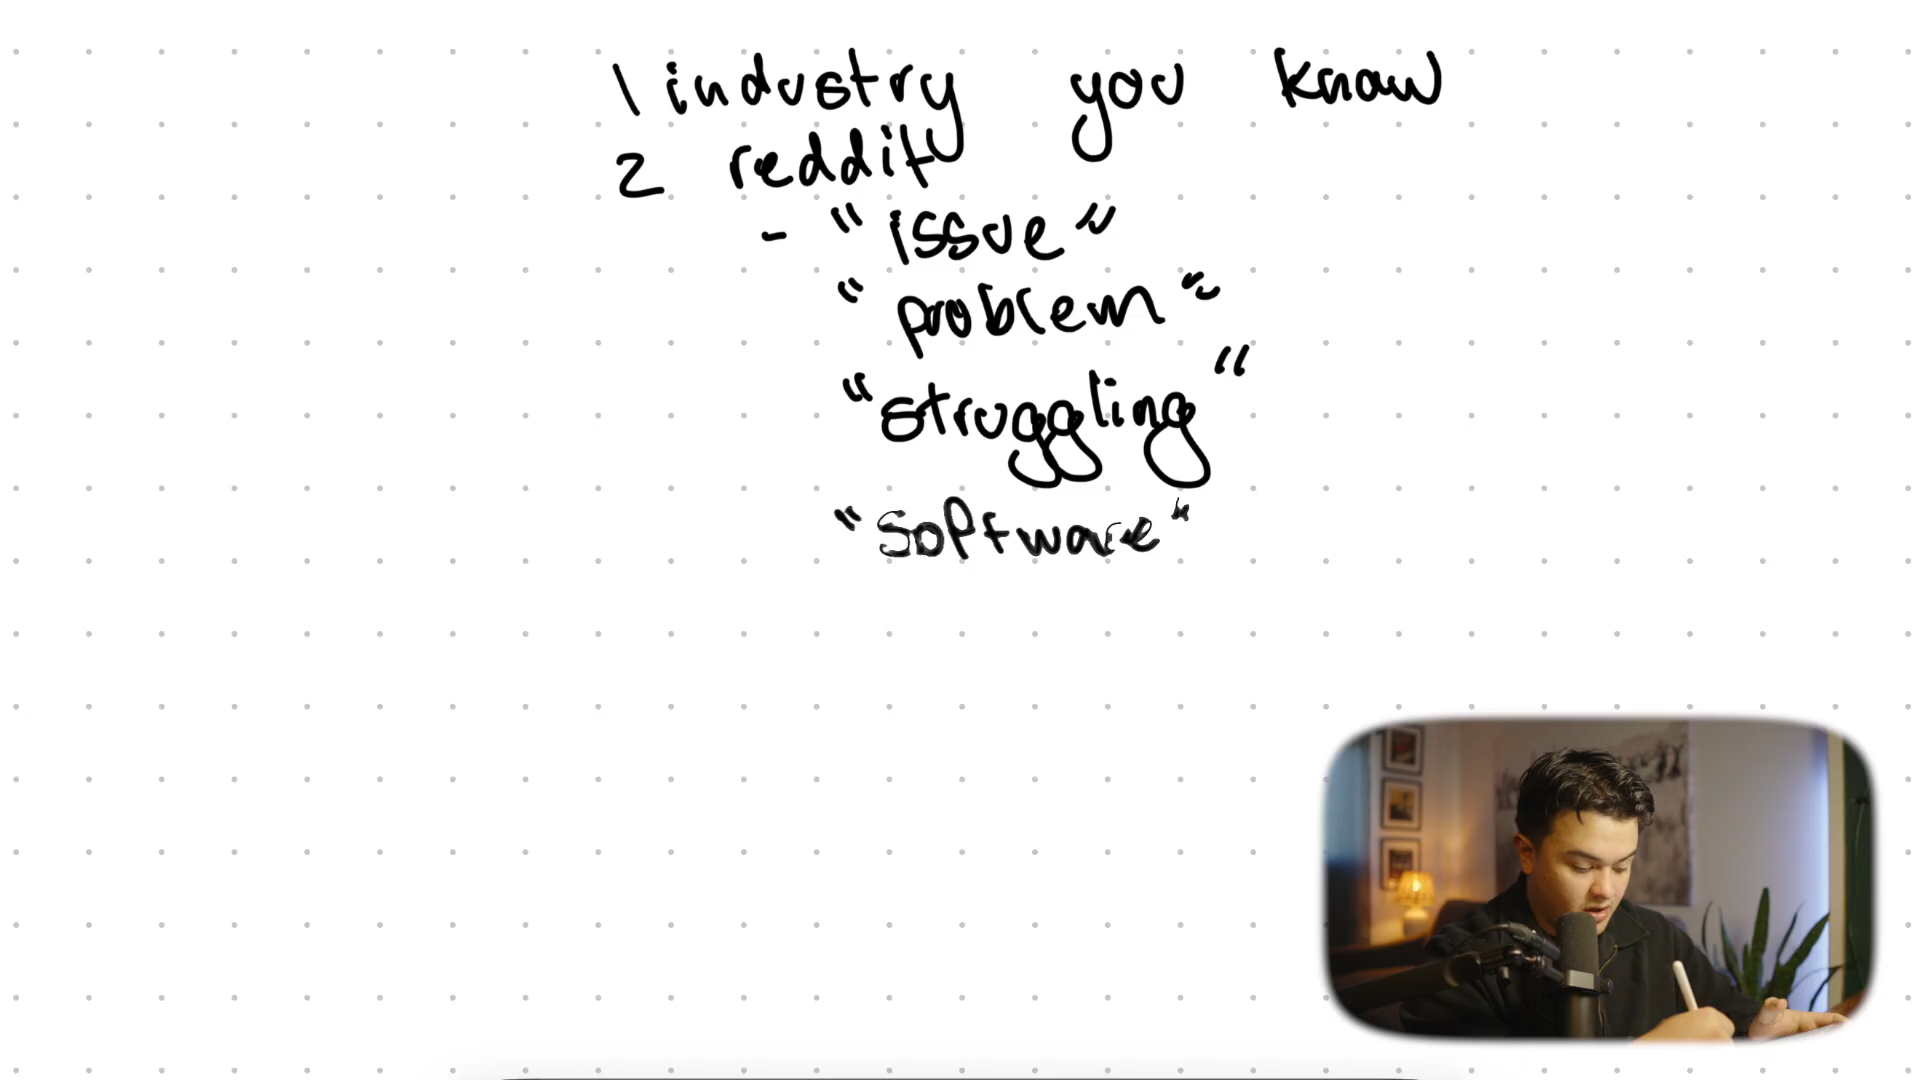 1 industry you know
2 reddit
- "issue"
"problem"
"struggling"
"software"